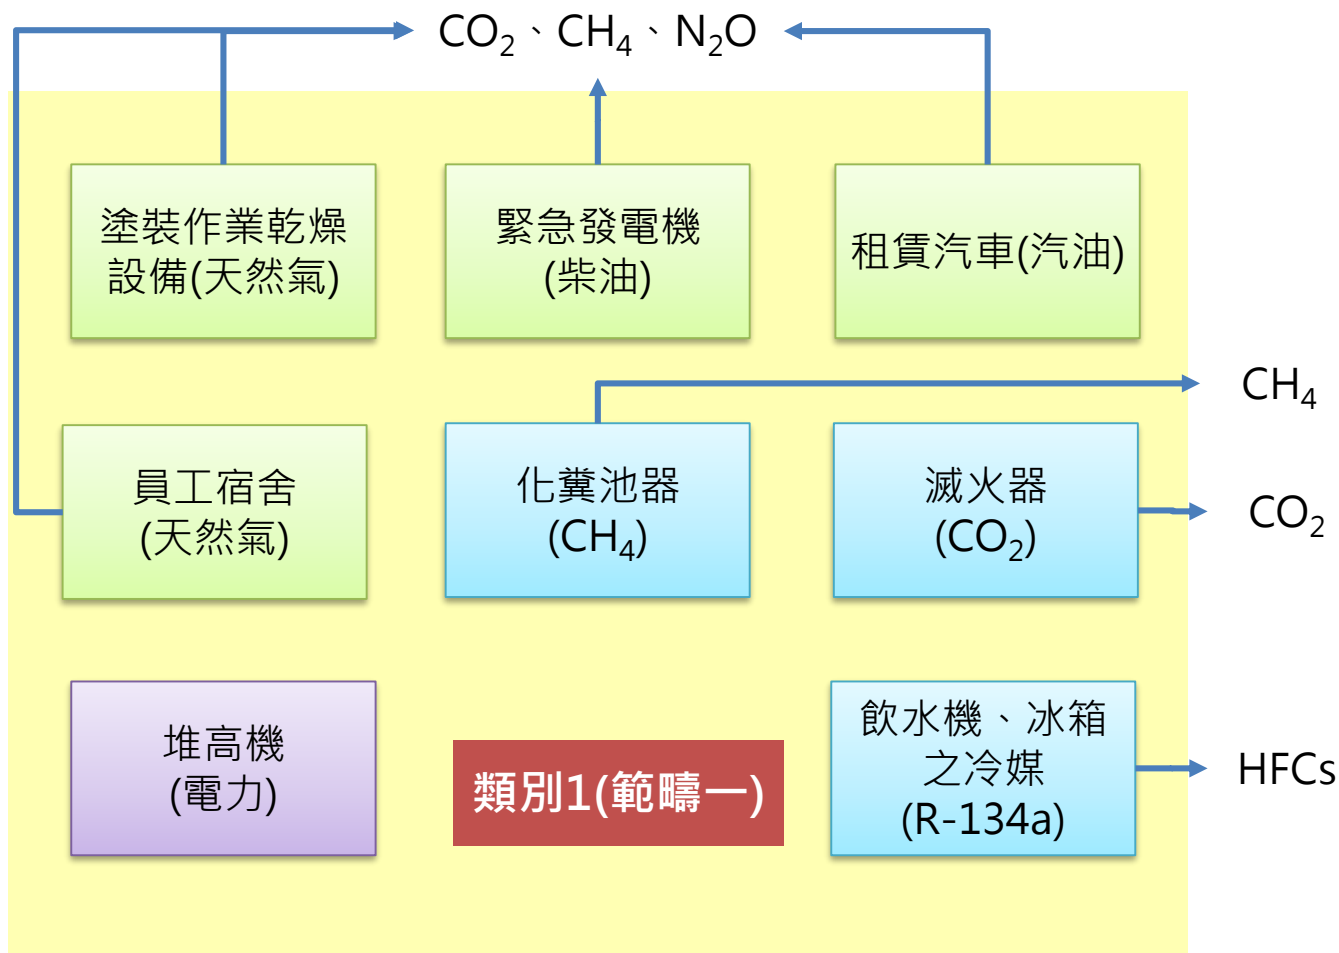 CO₂、CH₄、N₂O
塗裝作業乾燥
設備(天然氣)
緊急發電機
(柴油)
租賃汽車(汽油)
CH₄
員工宿舍
(天然氣)
化糞池器
(CH₄)
滅火器
(CO₂)
CO₂
堆高機
(電力)
類別1(範疇一)
飲水機、冰箱
之冷媒
(R-134a)
HFCs